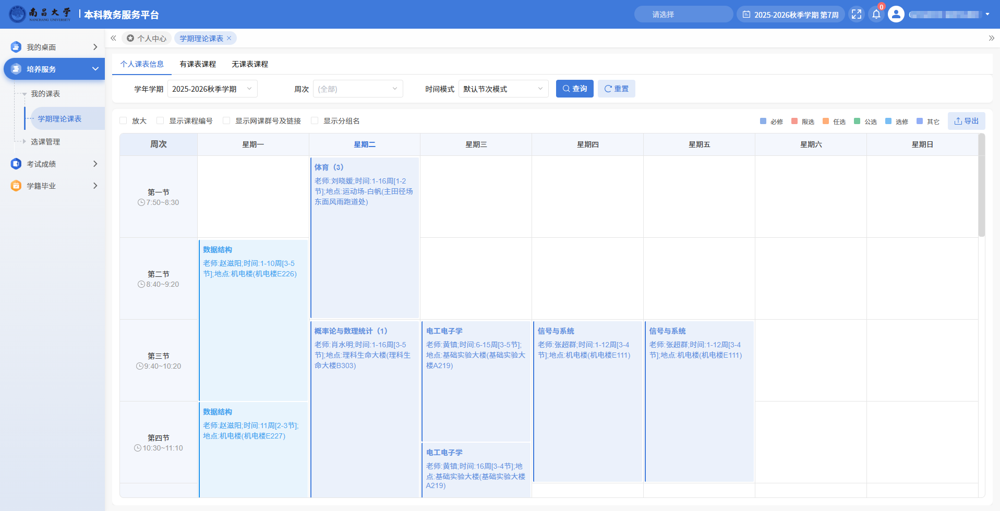 南昌大学
NANCHANG UNIVERSITY
本科教务服务平台
请选择
2025-2026秋季学期 第7周
0
我的桌面
培养服务
我的课表
学期理论课表
选课管理
考试成绩
学籍毕业
个人中心
学期理论课表
个人课表信息
有课表课程
无课表课程
学年学期
2025-2026秋季学期
周次
(全部)
时间模式
默认节次模式
查询
重置
放大
显示课程编号
显示网课群号及链接
显示分组名
必修
限选
任选
公选
选修
其它
导出
周次
星期一
星期二
星期三
星期四
星期五
星期六
星期日
第一节
7:50~8:30
体育（3）
老师:刘晓媛;时间:1-16周[1-2
节];地点:运动场-白帆(主田径场
东面风雨跑道处)
第二节
8:40~9:20
数据结构
老师:赵滋阳;时间:1-10周[3-5
节];地点:机电楼(机电楼E226)
第三节
9:40~10:20
概率论与数理统计（1）
老师:肖水明;时间:1-16周[3-5
节];地点:理科生命大楼(理科生
命大楼B303)
电工电子学
老师:黄镇;时间:6-15周[3-5节];
地点:基础实验大楼(基础实验大
楼A219)
信号与系统
老师:张超群;时间:1-12周[3-4
节];地点:机电楼(机电楼E111)
信号与系统
老师:张超群;时间:1-12周[3-4
节];地点:机电楼(机电楼E111)
第四节
10:30~11:10
数据结构
老师:赵滋阳;时间:11周[2-3节];
地点:机电楼(机电楼E227)
电工电子学
老师:黄镇;时间:16周[3-4节];地
点:基础实验大楼(基础实验大楼
A219)